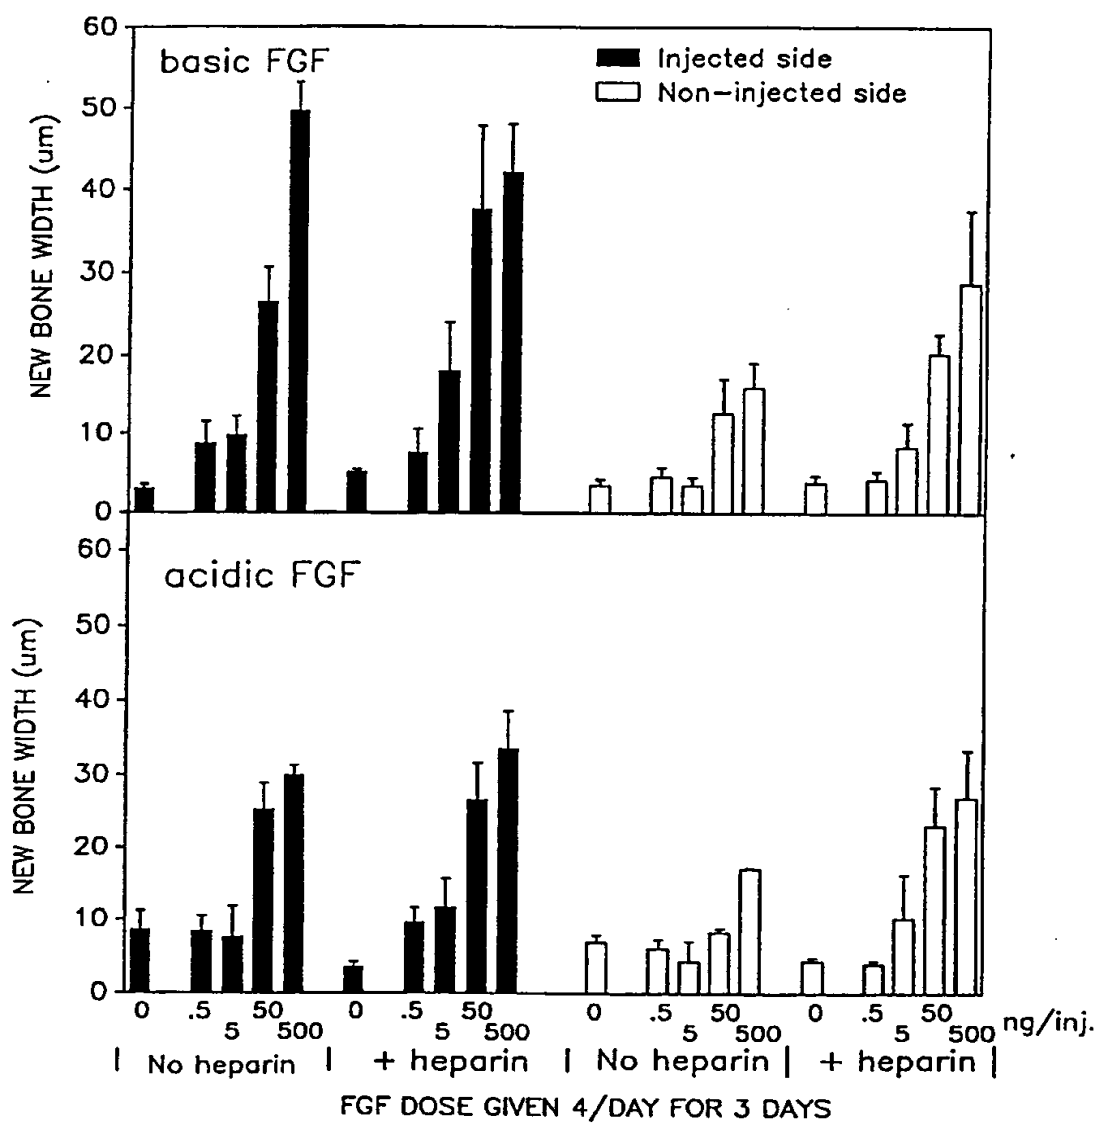 60
basic FGF
Injected side
Non-injected side
50
40
30
20
10
0
NEW BONE WIDTH (um)
60
acidic FGF
50
40
30
20
10
0
NEW BONE WIDTH (um)
0 .5 50 0 .5 50 0 .5 50 0 .5 50
5 500 5 500 5 500 5 500 ng/inj.
No heparin + heparin No heparin + heparin
FGF DOSE GIVEN 4/DAY FOR 3 DAYS